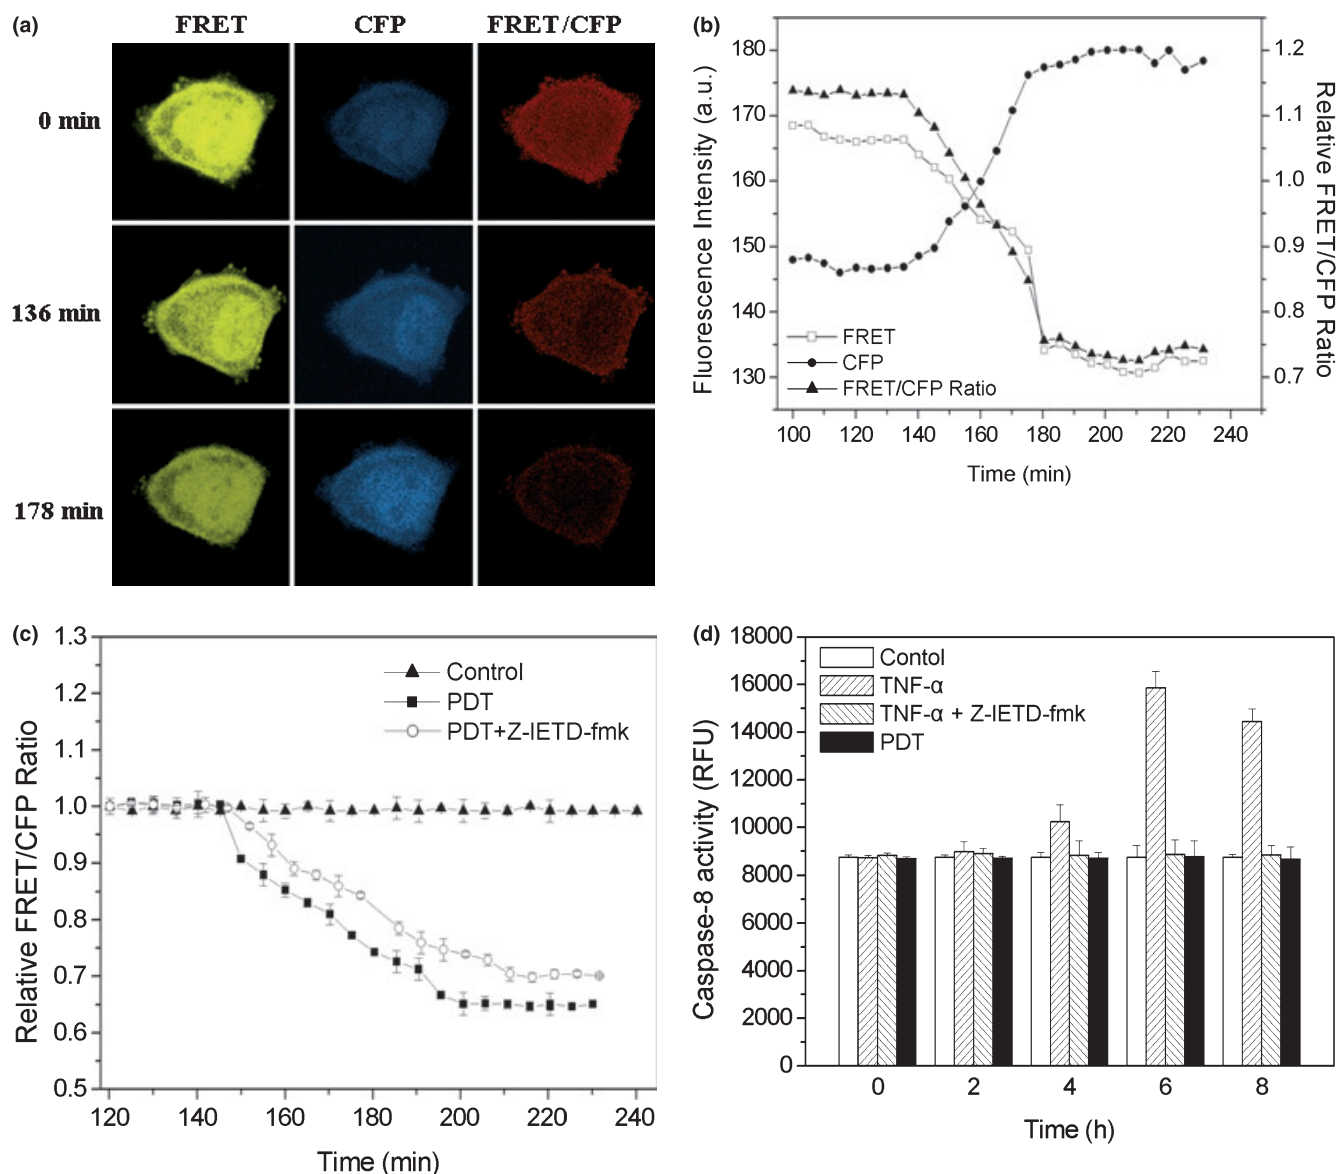 (a)
FRET CFP FRET/CFP
0 min
136 min
178 min
(b)
180
170
160
150
140
130
Fluorescence Intensity (a.u.)
1.2
1.1
1.0
0.9
0.8
0.7
Relative FRET/CFP Ratio
FRET
CFP
FRET/CFP Ratio
100 120 140 160 180 200 220 240
Time (min)
(c)
1.3
1.2
1.1
1.0
0.9
0.8
0.7
0.6
0.5
Relative FRET/CFP Ratio
Control
PDT
PDT+Z-IETD-fmk
120 140 160 180 200 220 240
Time (min)
(d)
18000
16000
14000
12000
10000
8000
6000
4000
2000
0
Caspase-8 activity (RFU)
Contol
TNF-α
TNF-α + Z-IETD-fmk
PDT
0 2 4 6 8
Time (h)